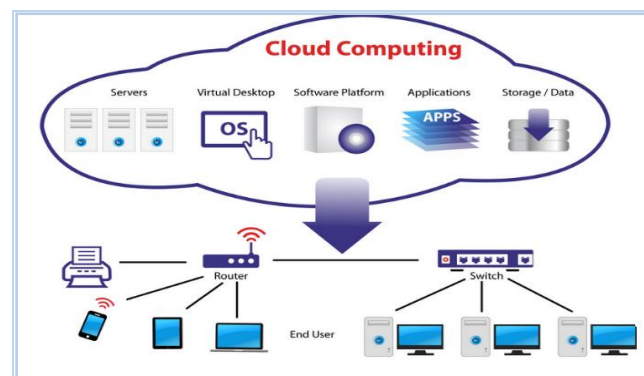 Cloud Computing
Servers
Virtual Desktop
Software Platform
Applications
Storage / Data
OS
APPS
Router
Switch
End User